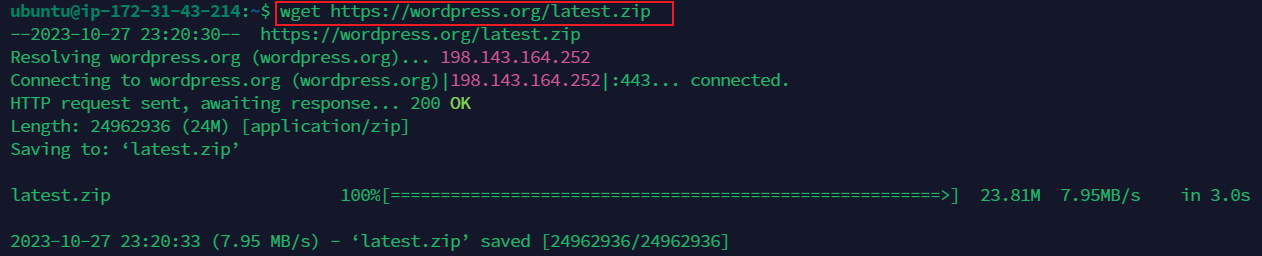 ubuntu@ip-172-31-43-214:~$ wget https://wordpress.org/latest.zip
--2023-10-27 23:20:30--  https://wordpress.org/latest.zip
Resolving wordpress.org (wordpress.org)... 198.143.164.252
Connecting to wordpress.org (wordpress.org)|198.143.164.252|:443... connected.
HTTP request sent, awaiting response... 200 OK
Length: 24962936 (24M) [application/zip]
Saving to: ‘latest.zip’
latest.zip                       100%[=======================================================>]  23.81M  7.95MB/s    in 3.0s
2023-10-27 23:20:33 (7.95 MB/s) - ‘latest.zip’ saved [24962936/24962936]